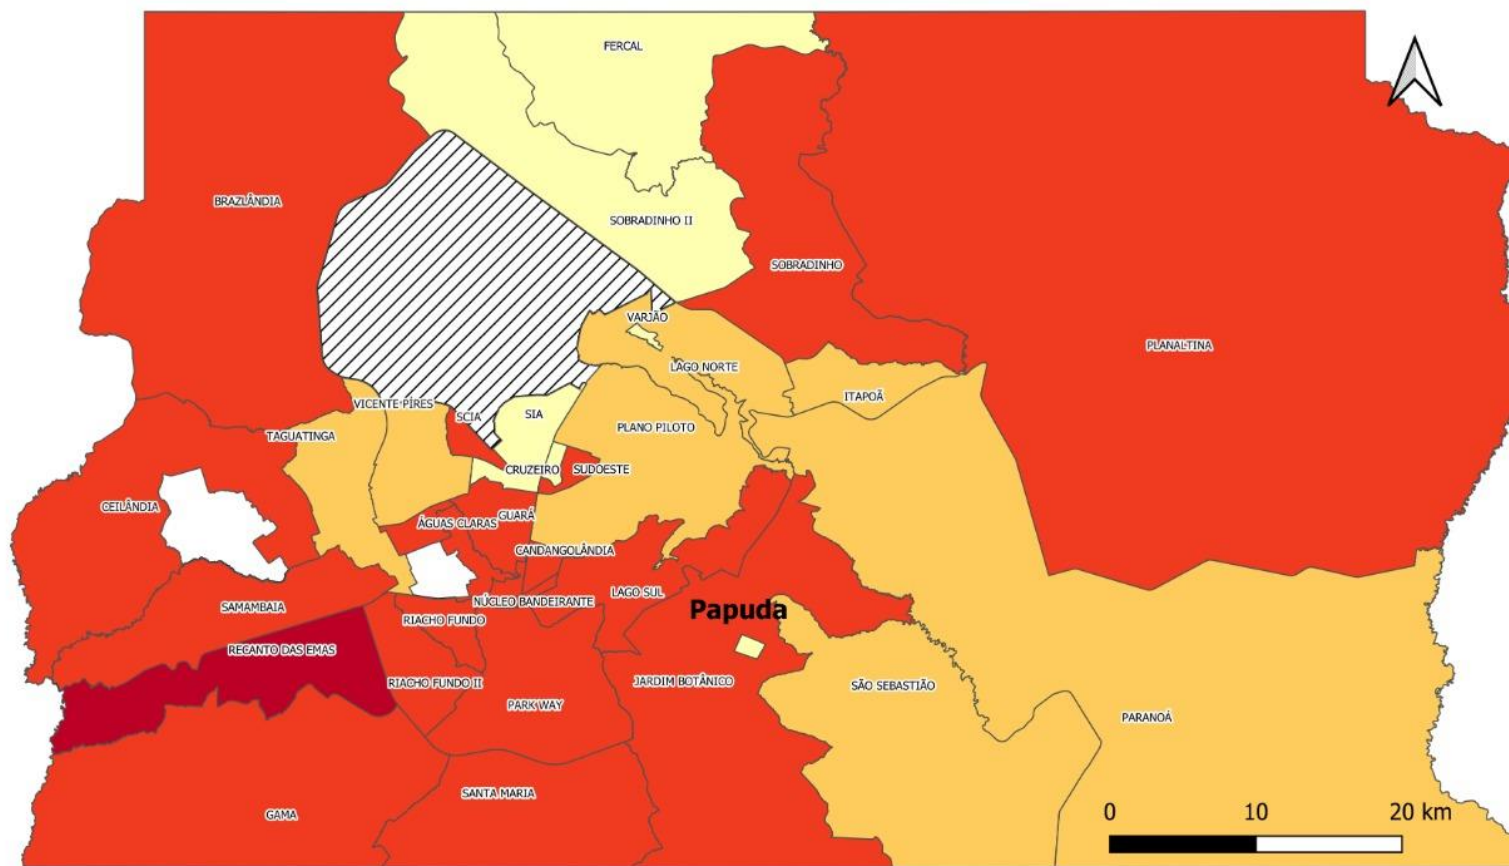 FERCAL
BRAZLÂNDIA
SOBRADINHO II
SOBRADINHO
VARJÃO
PLANALTINA
LAGO NORTE
ITAPOÃ
VICENTE PIRES
SCIA
SIA
PLANO PILOTO
TAGUATINGA
CRUZEIRO
SUDOESTE
CEILÂNDIA
GUARÁ
ÁGUAS CLARAS
CANDANGOLÂNDIA
LAGO SUL
NÚCLEO BANDEIRANTE
SAMAMBAIA
Papuda
RIACHO FUNDO
RECANTO DAS EMAS
RIACHO FUNDO II
JARDIM BOTÂNICO
SÃO SEBASTIÃO
PARK WAY
PARANOÁ
SANTA MARIA
GAMA
0 10 20 km